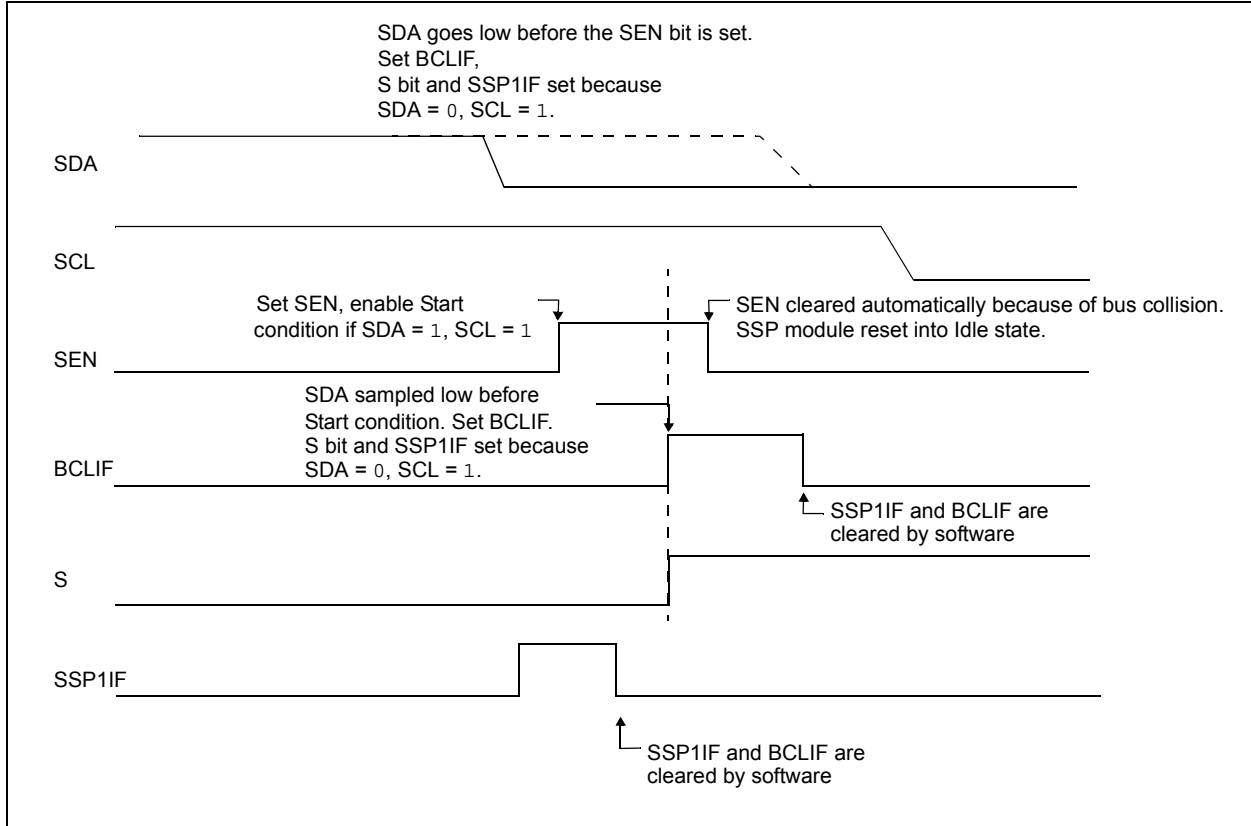 SDA goes low before the SEN bit is set.
Set BCLIF,
S bit and SSP1IF set because
SDA = 0, SCL = 1.
SDA
SCL
Set SEN, enable Start
condition if SDA = 1, SCL = 1
SEN cleared automatically because of bus collision.
SSP module reset into Idle state.
SEN
SDA sampled low before
Start condition. Set BCLIF.
S bit and SSP1IF set because
SDA = 0, SCL = 1.
BCLIF
SSP1IF and BCLIF are
cleared by software
S
SSP1IF
SSP1IF and BCLIF are
cleared by software